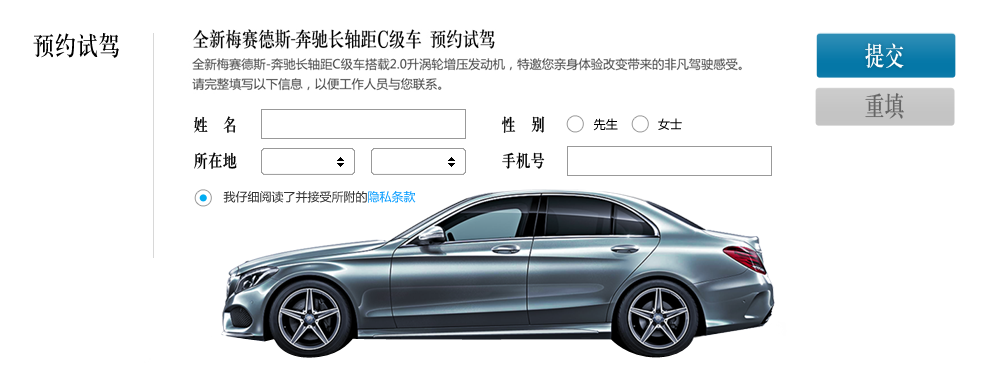 预约试驾
全新梅赛德斯-奔驰长轴距C级车 预约试驾
全新梅赛德斯-奔驰长轴距C级车搭载2.0升涡轮增压发动机，特邀您亲身体验改变带来的非凡驾驶感受。
请完整填写以下信息，以便工作人员与您联系。
姓 名
性 别 先生 女士
所在地
手机号
我仔细阅读了并接受所附的隐私条款
提交
重填